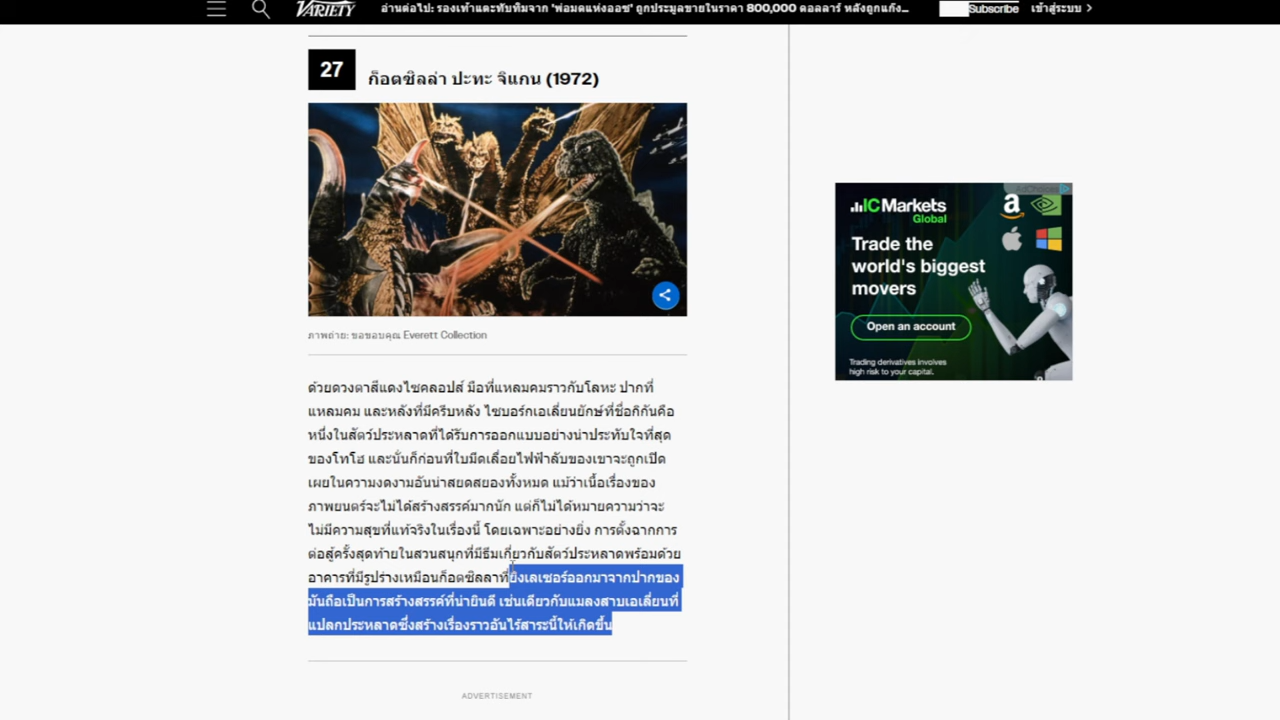 VARIETY
อ่านต่อไป: รองเท้าแตะทับทิมจาก 'พ่อมดแห่งออซ' ถูกประมูลขายในราคา 800,000 ดอลลาร์ หลังถูกแก๊ง...
Subscribe
เข้าสู่ระบบ
27
ก็อตซิลล่า ปะทะ จิแกน (1972)
ภาพถ่าย: ขอขอบคุณ Everett Collection
ด้วยดวงตาสีแดงไซคลอปส์ มือที่แหลมคมราวกับโลหะ ปากที่
แหลมคม และหลังที่มีครีบหลัง ไซบอร์กเอเลี่ยนยักษ์ที่ชื่อกิกันคือ
หนึ่งในสัตว์ประหลาดที่ได้รับการออกแบบอย่างน่าประทับใจที่สุด
ของโทโฮ และนั่นก็ก่อนที่ใบมีดเลื่อยไฟฟ้าลับของเขาจะถูกเปิด
เผยในความงดงามอันน่าสยดสยองทั้งหมด แม้ว่าเนื้อเรื่องของ
ภาพยนตร์จะไม่ได้สร้างสรรค์มากนัก แต่ก็ไม่ได้หมายความว่าจะ
ไม่มีความสุขที่แท้จริงในเรื่องนี้ โดยเฉพาะอย่างยิ่ง การตั้งฉากการ
ต่อสู้ครั้งสุดท้ายในสวนสนุกที่มีธีมเกี่ยวกับสัตว์ประหลาดพร้อมด้วย
อาคารที่มีรูปร่างเหมือนก็อตซิลลาที่ยิงเลเซอร์ออกมาจากปากของ
มันถือเป็นการสร้างสรรค์ที่น่ายินดี เช่นเดียวกับแมลงสาบเอเลี่ยนที่
แปลกประหลาดซึ่งสร้างเรื่องราวอันไร้สาระนี้ให้เกิดขึ้น
ADVERTISEMENT
AdChoices
IC Markets
Global
Trade the
world's biggest
movers
Open an account
Trading derivatives involves
high risk to your capital.